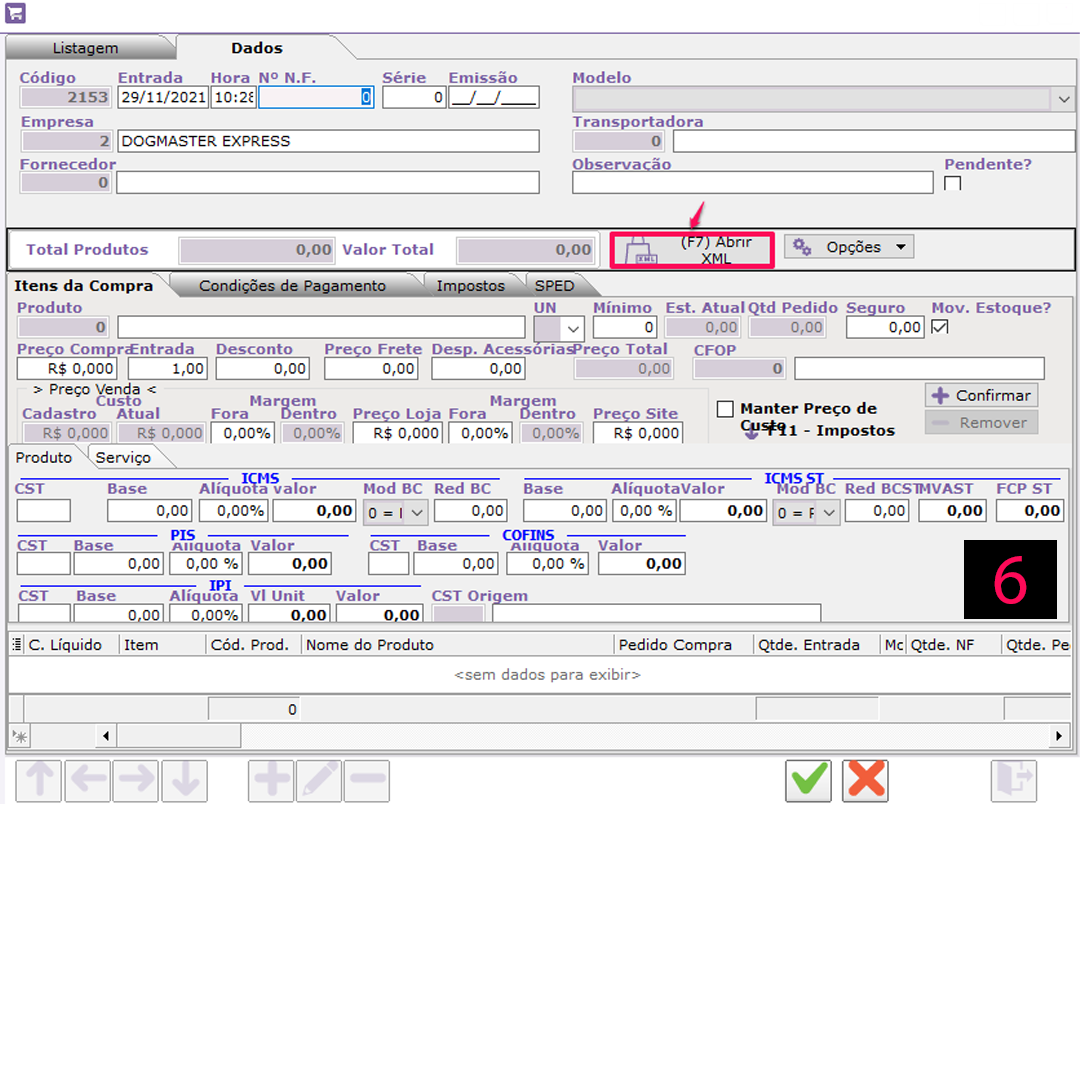 Listagem Dados
Código Entrada Hora Nº N.F. Série Emissão Modelo
2153 29/11/2021 10:28 0 0 __/__/____
Empresa Transportadora
2 DOGMASTER EXPRESS 0
Fornecedor Observação Pendente?
0
Total Produtos 0,00 Valor Total 0,00 (F7) Abrir XML Opções
Itens da Compra Condições de Pagamento Impostos SPED
Produto UN Mínimo Est. Atual Qtd Pedido Seguro Mov. Estoque?
0 0 0,00 0,00 0,00
Preço Compra Entrada Desconto Preço Frete Desp. Acessórias Preço Total CFOP
R$ 0,000 1,00 0,00 0,00 0,00 0,00 0
> Preço Venda <
Custo Margem Margem
Cadastro Atual Fora Dentro Preço Loja Fora Dentro Preço Site
R$ 0,000 R$ 0,000 0,00% 0,00% R$ 0,000 0,00% 0,00% R$ 0,000
Manter Preço de Custo
F11 - Impostos
Confirmar
Remover
Produto Serviço
ICMS ICMS ST
CST Base Alíquota valor Mod BC Red BC Base Alíquota Valor Mod BC Red BCST MVAST FCP ST
0,00 0,00% 0,00 0 = 0,00 0,00 0,00 % 0,00 0 = 0,00 0,00 0,00
PIS COFINS
CST Base Alíquota Valor CST Base Alíquota Valor
0,00 0,00 % 0,00 0,00 0,00 % 0,00
IPI
CST Base Alíquota Vl Unit Valor CST Origem
0,00 0,00% 0,00 0,00
6
C. Líquido Item Cód. Prod. Nome do Produto Pedido Compra Qtde. Entrada Mc Qtde. NF Qtde. Pe
<sem dados para exibir>
0